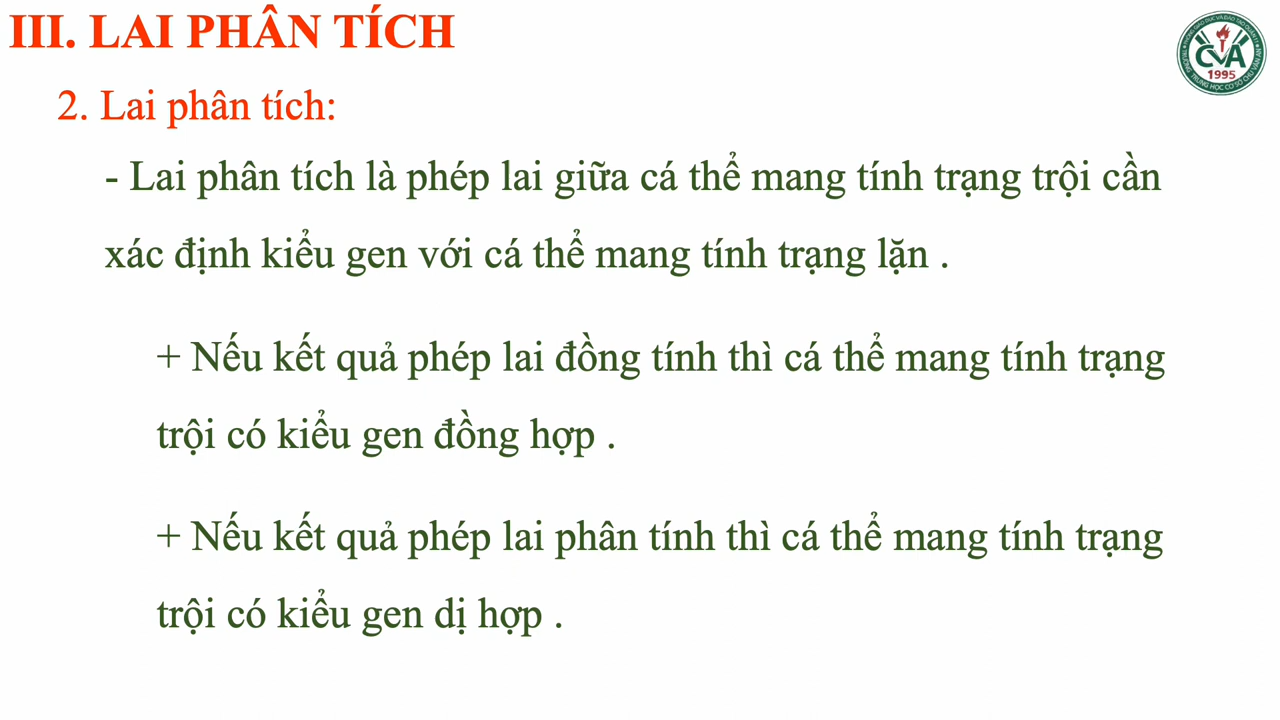 III. LAI PHÂN TÍCH
CVA
1995
2. Lai phân tích:
- Lai phân tích là phép lai giữa cá thể mang tính trạng trội cần
xác định kiểu gen với cá thể mang tính trạng lặn .
+ Nếu kết quả phép lai đồng tính thì cá thể mang tính trạng
trội có kiểu gen đồng hợp .
+ Nếu kết quả phép lai phân tính thì cá thể mang tính trạng
trội có kiểu gen dị hợp .